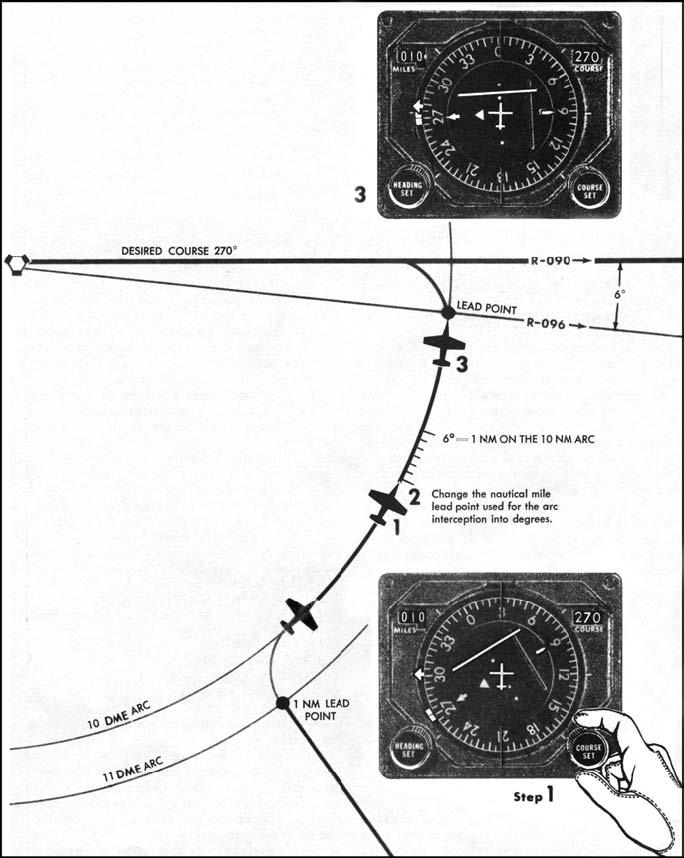 010
MILES
270
COURSE
0
3
6
9
12
15
18
21
24
27
30
33
HEADING
SET
COURSE
SET
3
DESIRED COURSE 270°
R-090
6°
LEAD POINT
R-096
3
6° == 1 NM ON THE 10 NM ARC
2
Change the nautical mile
lead point used for the arc
interception into degrees.
1
010
MILES
270
COURSE
0
3
6
9
12
15
18
21
24
27
30
33
HEADING
SET
COURSE
SET
1 NM LEAD
POINT
10 DME ARC
11 DME ARC
Step 1